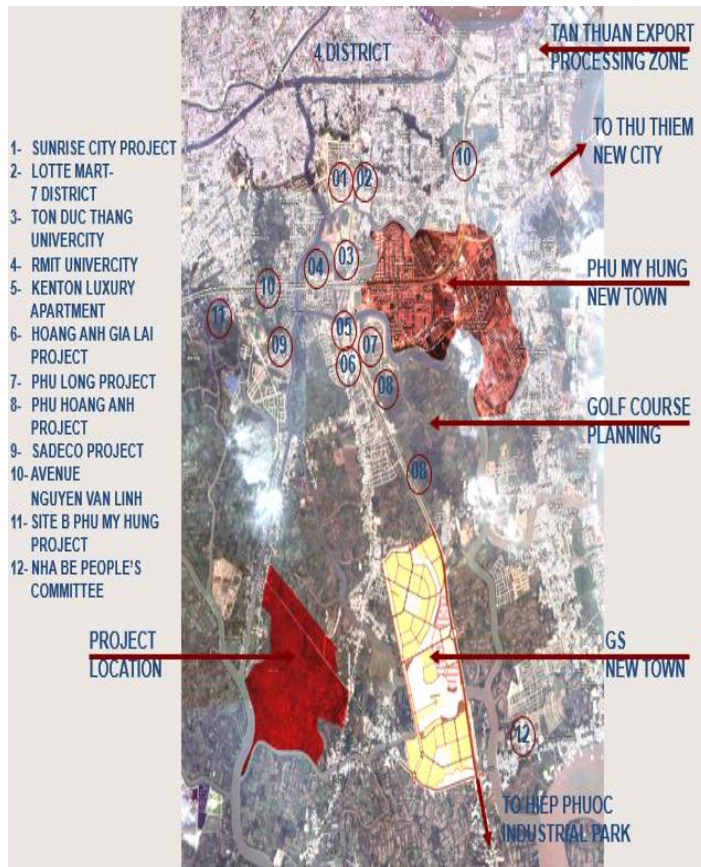 TAN THUAN EXPORT
PROCESSING ZONE
4 DISTRICT
TO THU THIEM
NEW CITY
1- SUNRISE CITY PROJECT
2- LOTTE MART-
7 DISTRICT
3- TON DUC THANG
UNIVERCITY
4- RMIT UNIVERCITY
5- KENTON LUXURY
APARTMENT
6- HOANG ANH GIA LAI
PROJECT
7- PHU LONG PROJECT
8- PHU HOANG ANH
PROJECT
9- SADECO PROJECT
10- AVENUE
NGUYEN VAN LINH
11- SITE B PHU MY HUNG
PROJECT
12- NHA BE PEOPLE'S
COMMITTEE
10
01 02
03
04
10
11
05
09
07
06
08
08
12
PHU MY HUNG
NEW TOWN
GOLF COURSE
PLANNING
PROJECT
LOCATION
GS
NEW TOWN
TO HIEP PHUOC
INDUSTRIAL PARK